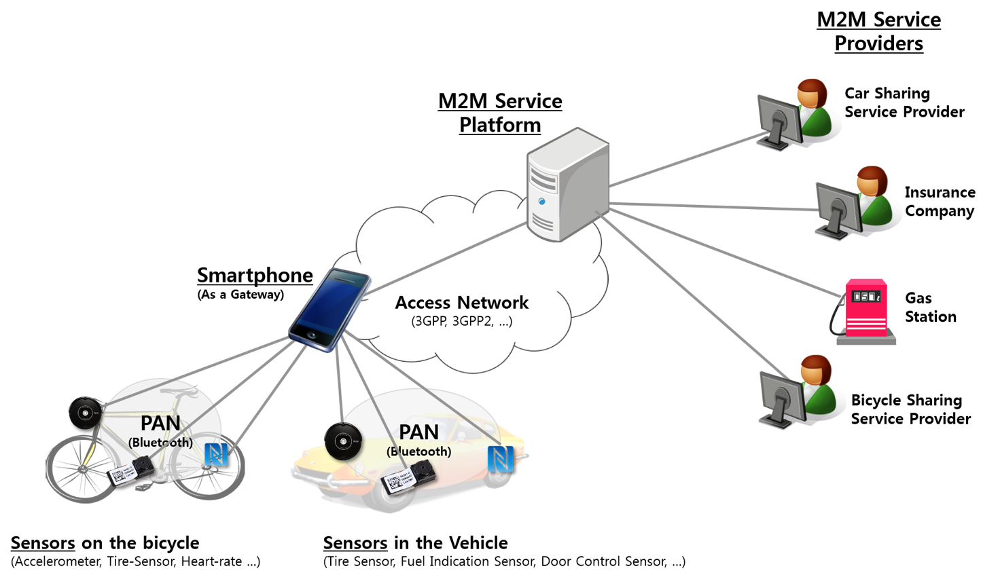 M2M Service
Providers
Car Sharing
Service Provider
M2M Service
Platform
Insurance
Company
Smartphone
(As a Gateway)
Access Network
(3GPP, 3GPP2, ...)
Gas
Station
Bicycle Sharing
Service Provider
PAN
(Bluetooth)
PAN
(Bluetooth)
Sensors on the bicycle
(Accelerometer, Tire-Sensor, Heart-rate ...)
Sensors in the Vehicle
(Tire Sensor, Fuel Indication Sensor, Door Control Sensor, ...)